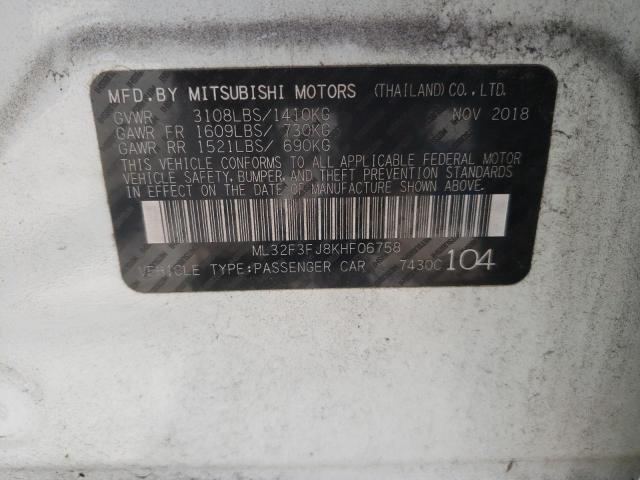 MFD.BY MITSUBISHI MOTORS (THAILAND)CO.,LTD.
GVWR 3108LBS/1410KG NOV 2018
GAWR FR 1609LBS/ 730KG
GAWR RR 1521LBS/ 690KG
THIS VEHICLE CONFORMS TO ALL APPLICABLE FEDERAL MOTOR
VEHICLE SAFETY,BUMPER,AND THEFT PREVENTION STANDARDS
IN EFFECT ON THE DATE OF MANUFACTURE SHOWN ABOVE.
ML32F3FJ8KHF06758
VEHICLE TYPE:PASSENGER CAR 7430C 104